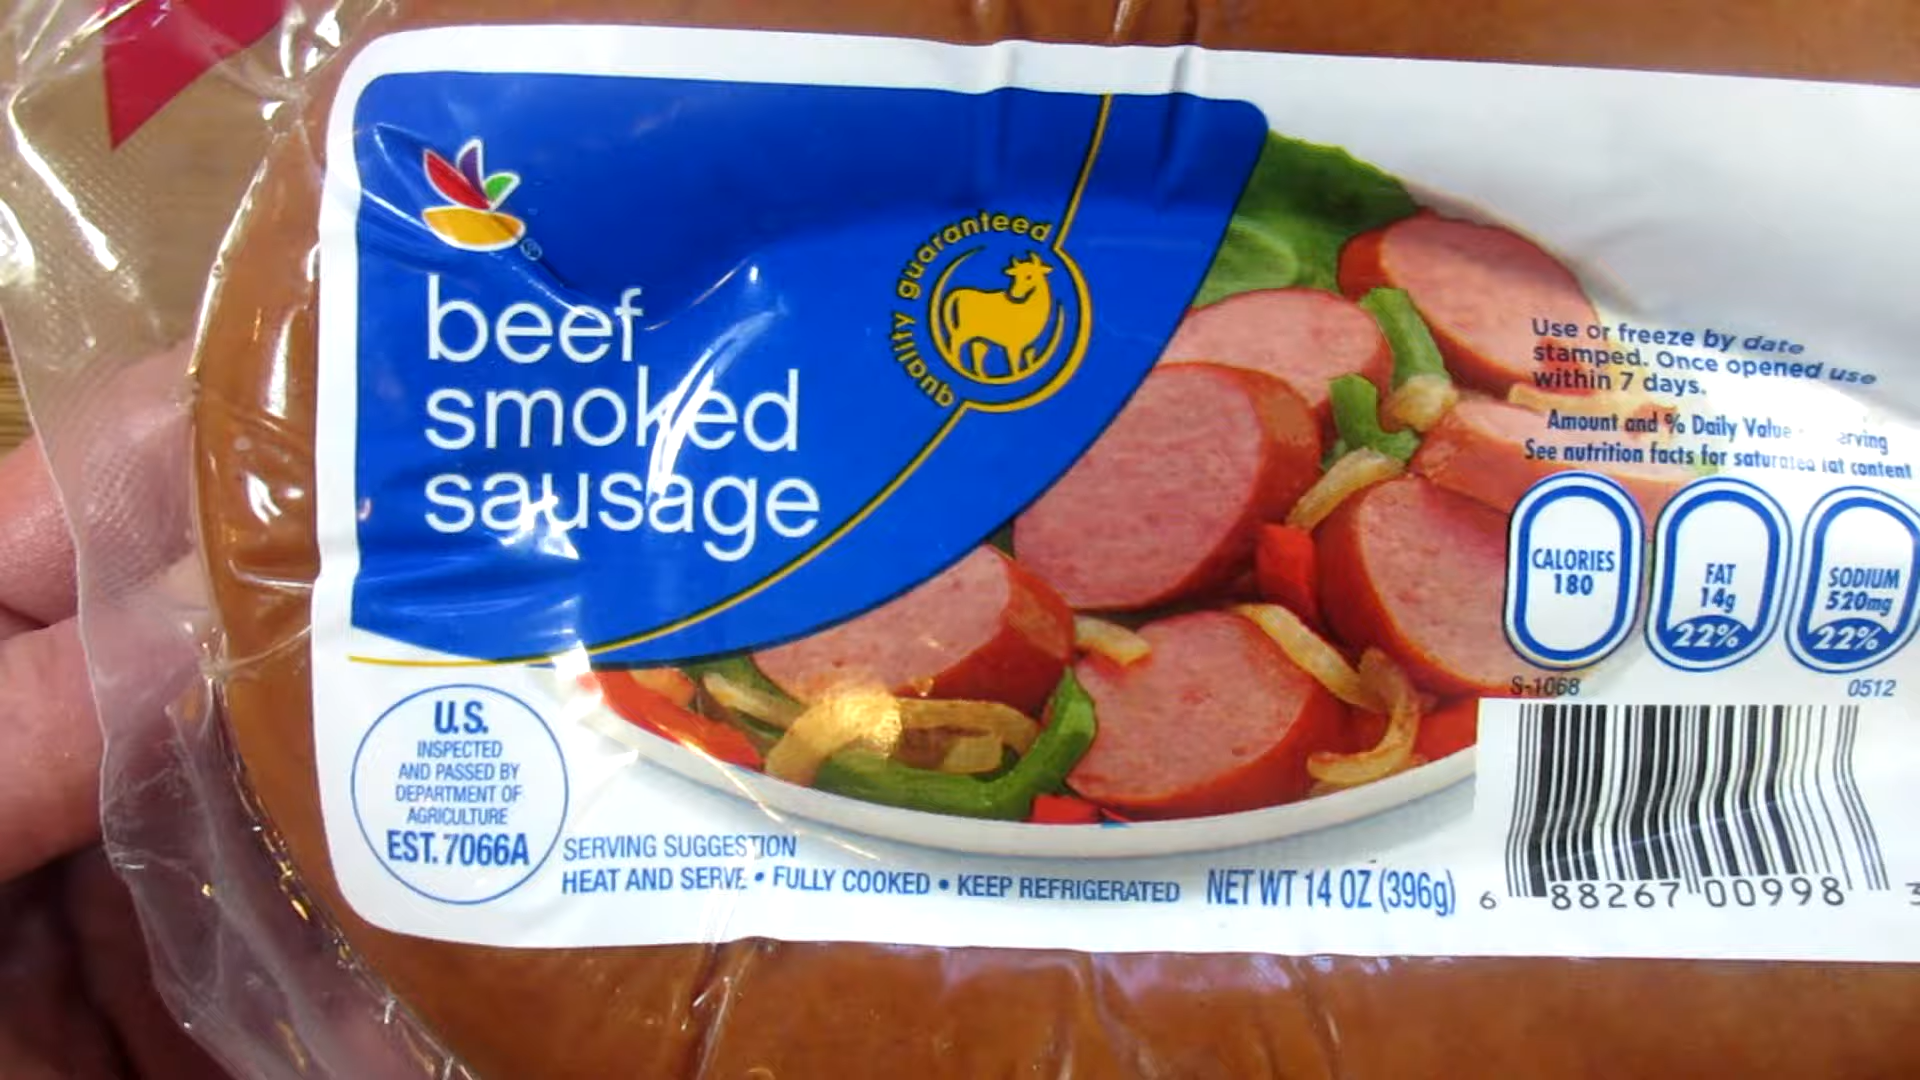 ®
beef
smoked
sausage
quality guaranteed
Use or freeze by date
stamped. Once opened use
within 7 days.
Amount and % Daily Value
See nutrition facts for saturated fat content
CALORIES
180
FAT
14g
22%
SODIUM
520mg
22%
S-1068
0512
U.S.
INSPECTED
AND PASSED BY
DEPARTMENT OF
AGRICULTURE
EST. 7066A
SERVING SUGGESTION
HEAT AND SERVE • FULLY COOKED • KEEP REFRIGERATED
NET WT 14 OZ (396g)
6 88267 00998 3